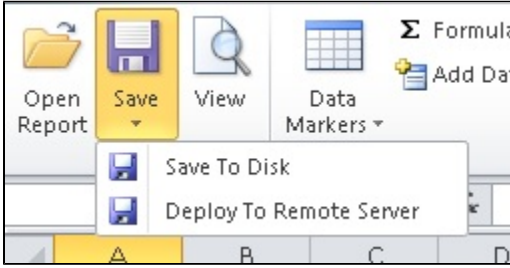 Open
Report
Save
View
Data
Markers
Σ Formula
Add Da
Save To Disk
Deploy To Remote Server
A
B
C
D